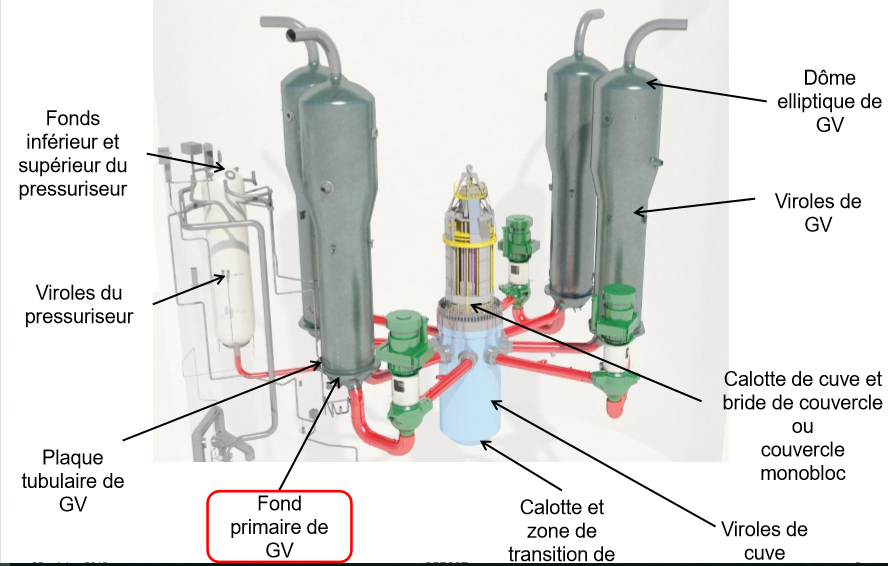 Fonds
inférieur et
supérieur du
pressuriseur
Viroles du
pressuriseur
Plaque
tubulaire de
GV
Fond
primaire de
GV
Calotte et
zone de
transition de
Viroles de
cuve
Calotte de cuve et
bride de couvercle
ou
couvercle
monobloc
Viroles de
GV
Dôme
elliptique de
GV